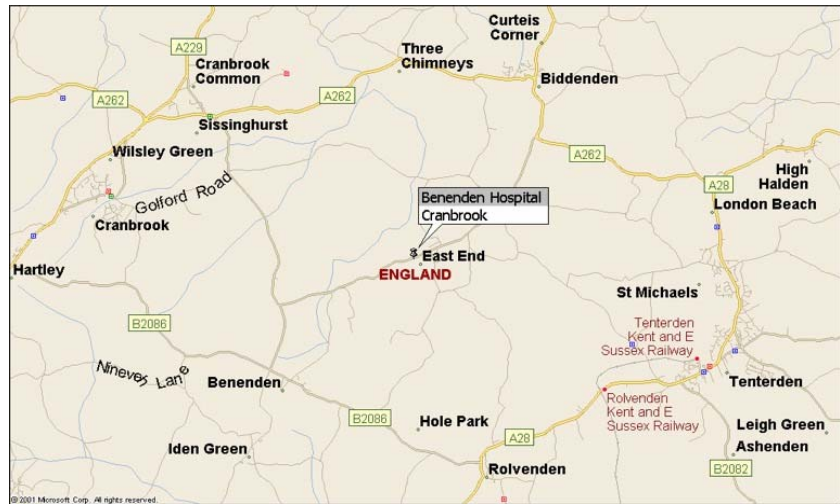 Curteis
Corner
A229
Three
Chimneys
Cranbrook
Common
Biddenden
A262
A262
Sissinghurst
Wilsley Green
A262
High
Halden
Golford Road
A28
Benenden Hospital
Cranbrook
London Beach
Cranbrook
East End
ENGLAND
Hartley
St Michaels
B2086
Tenterden
Kent and E
Sussex Railway
Nineveh Lane
Benenden
Tenterden
Rolvenden
Kent and E
Sussex Railway
B2086
Hole Park
Leigh Green
A28
Iden Green
Ashenden
Rolvenden
B2082
© 2001 Microsoft Corp. All rights reserved.